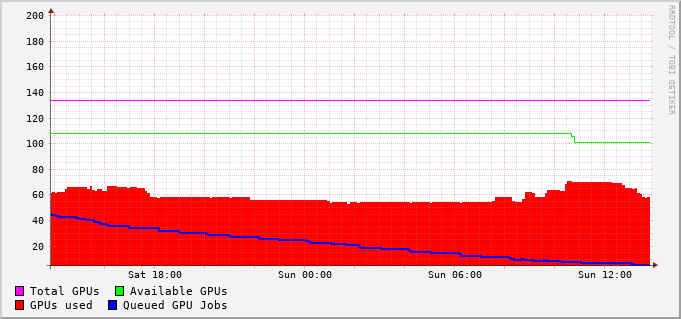 200
180
160
140
120
100
80
60
40
20
Sat 18:00 Sun 00:00 Sun 06:00 Sun 12:00
Total GPUs Available GPUs
GPUs used Queued GPU Jobs
RRDTOOL / TOBI OETIKER